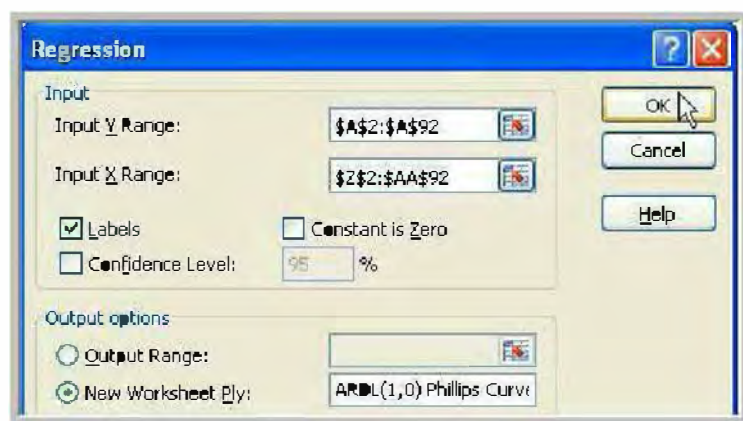 Regression
Input
Input Y Range: $A$2:$A$92
Input X Range: $Z$2:$AA$92
Labels Constant is Zero
Confidence Level: 95 %
Output options
Output Range:
New Worksheet Ply: ARDL(1,0) Phillips Curve
OK
Cancel
Help